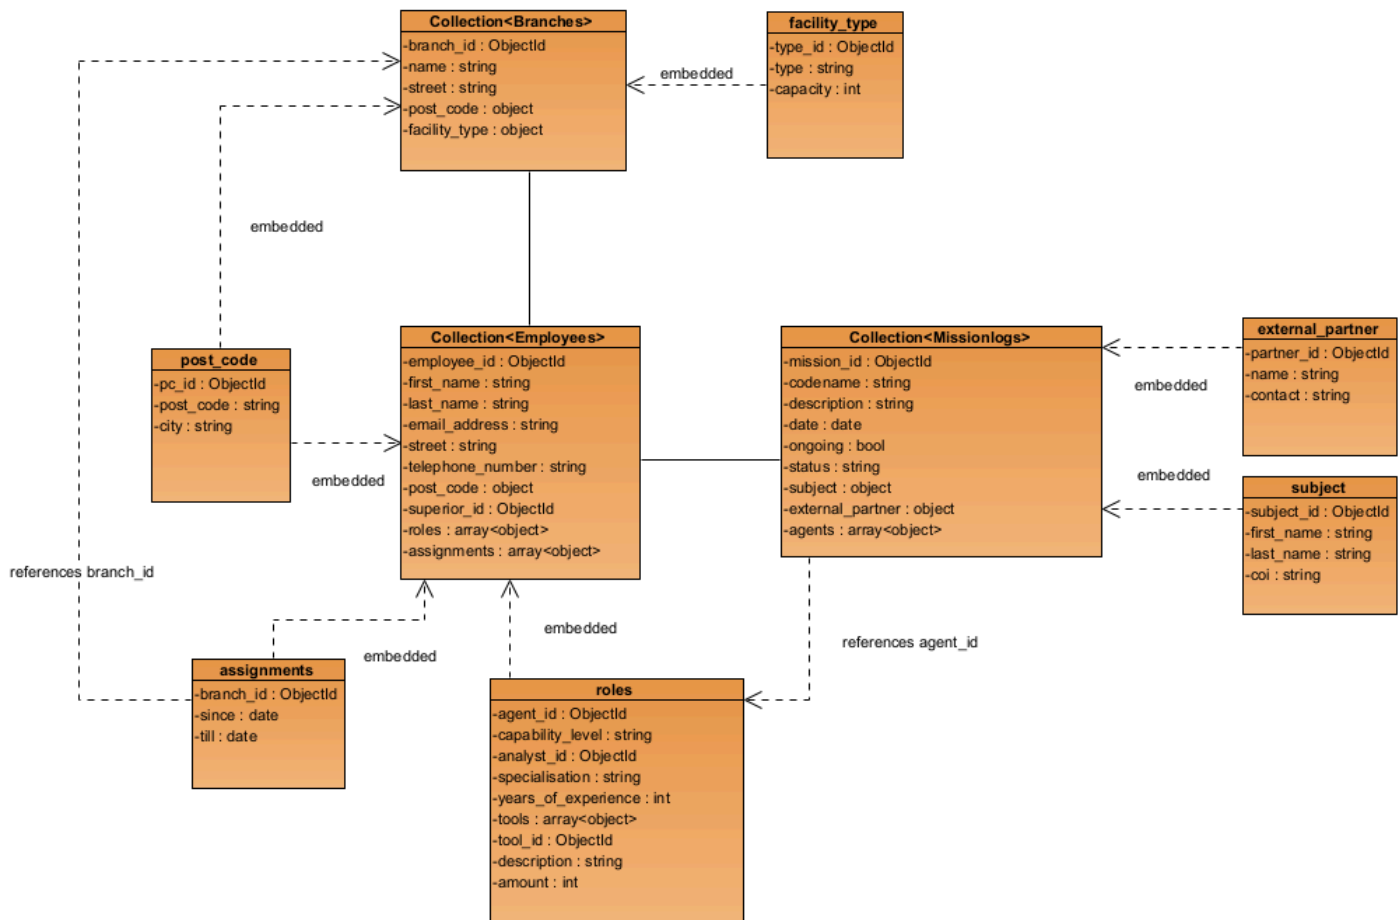 Collection<Branches>
-branch_id : ObjectId
-name : string
-street : string
-post_code : object
-facility_type : object
facility_type
-type_id : ObjectId
-type : string
-capacity : int
embedded
embedded
post_code
-pc_id : ObjectId
-post_code : string
-city : string
embedded
Collection<Employees>
-employee_id : ObjectId
-first_name : string
-last_name : string
-email_address : string
-street : string
-telephone_number : string
-post_code : object
-superior_id : ObjectId
-roles : array<object>
-assignments : array<object>
Collection<Missionlogs>
-mission_id : ObjectId
-codename : string
-description : string
-date : date
-ongoing : bool
-status : string
-subject : object
-external_partner : object
-agents : array<object>
external_partner
-partner_id : ObjectId
-name : string
-contact : string
embedded
embedded
subject
-subject_id : ObjectId
-first_name : string
-last_name : string
-coi : string
references branch_id
embedded
embedded
references agent_id
assignments
-branch_id : ObjectId
-since : date
-till : date
roles
-agent_id : ObjectId
-capability_level : string
-analyst_id : ObjectId
-specialisation : string
-years_of_experience : int
-tools : array<object>
-tool_id : ObjectId
-description : string
-amount : int